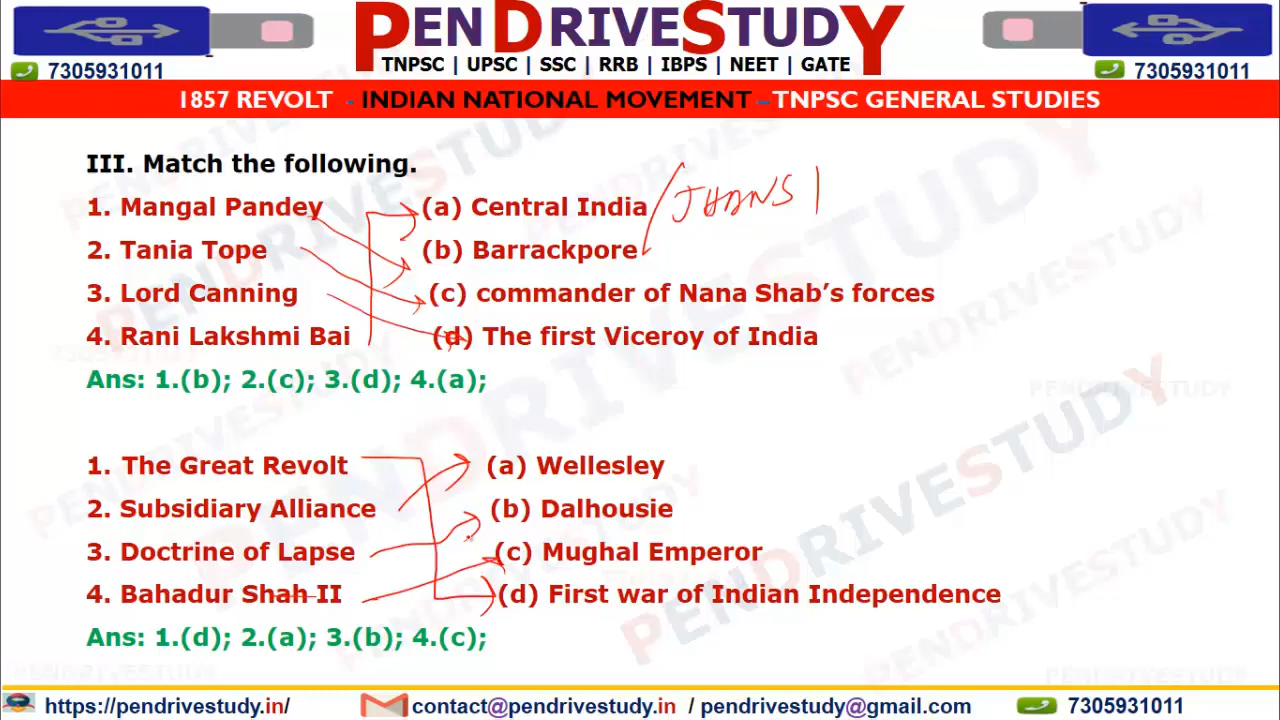 PENDRIVESTUDY
TNPSC | UPSC | SSC | RRB | IBPS | NEET | GATE
7305931011
7305931011
1857 REVOLT - INDIAN NATIONAL MOVEMENT – TNPSC GENERAL STUDIES
III. Match the following.
1. Mangal Pandey (a) Central India JHANSI
2. Tania Tope (b) Barrackpore
3. Lord Canning (c) commander of Nana Shab’s forces
4. Rani Lakshmi Bai (d) The first Viceroy of India
Ans: 1.(b); 2.(c); 3.(d); 4.(a);
1. The Great Revolt (a) Wellesley
2. Subsidiary Alliance (b) Dalhousie
3. Doctrine of Lapse (c) Mughal Emperor
4. Bahadur Shah II (d) First war of Indian Independence
Ans: 1.(d); 2.(a); 3.(b); 4.(c);
https://pendrivestudy.in/ contact@pendrivestudy.in / pendrivestudy@gmail.com 7305931011